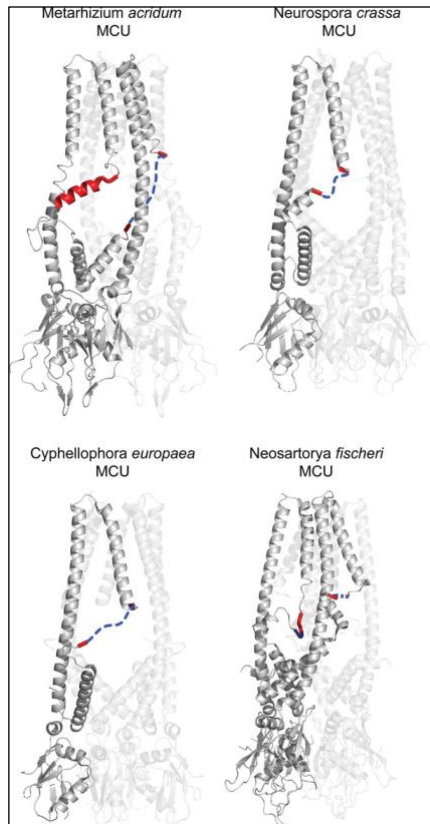 Metarhizium acridum
MCU
Neurospora crassa
MCU
Cyphellophora europaea
MCU
Neosartorya fischeri
MCU